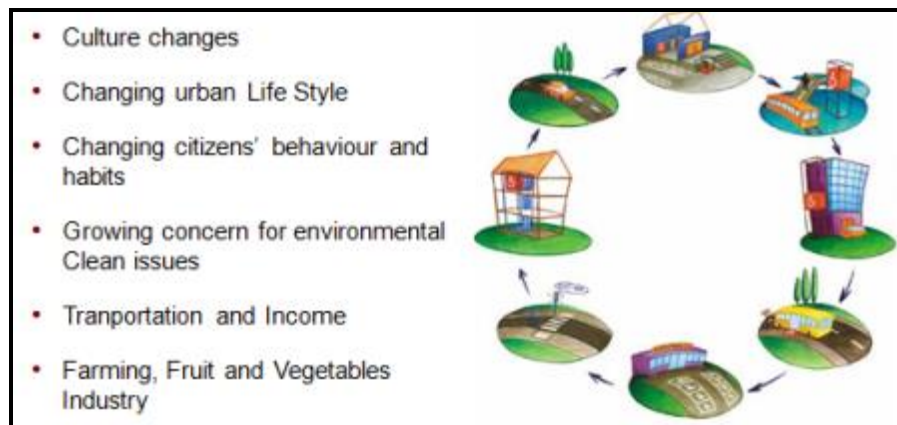 • Culture changes
• Changing urban Life Style
• Changing citizens' behaviour and
habits
• Growing concern for environmental
Clean issues
• Tranportation and Income
• Farming, Fruit and Vegetables
Industry